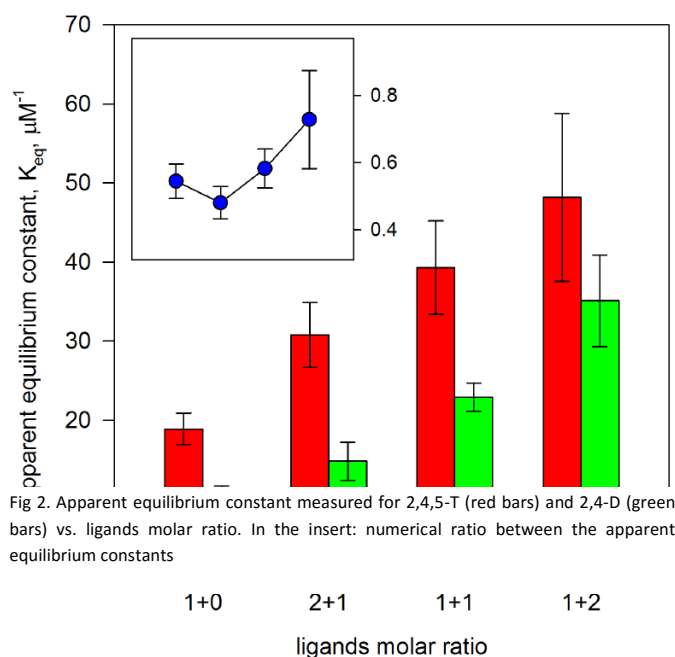 70
60
50
40
30
20
0.8
0.6
0.4
apparent equilibrium constant, Keq, μM-1
Fig 2. Apparent equilibrium constant measured for 2,4,5-T (red bars) and 2,4-D (green
bars) vs. ligands molar ratio. In the insert: numerical ratio between the apparent
equilibrium constants
1+0 2+1 1+1 1+2
ligands molar ratio